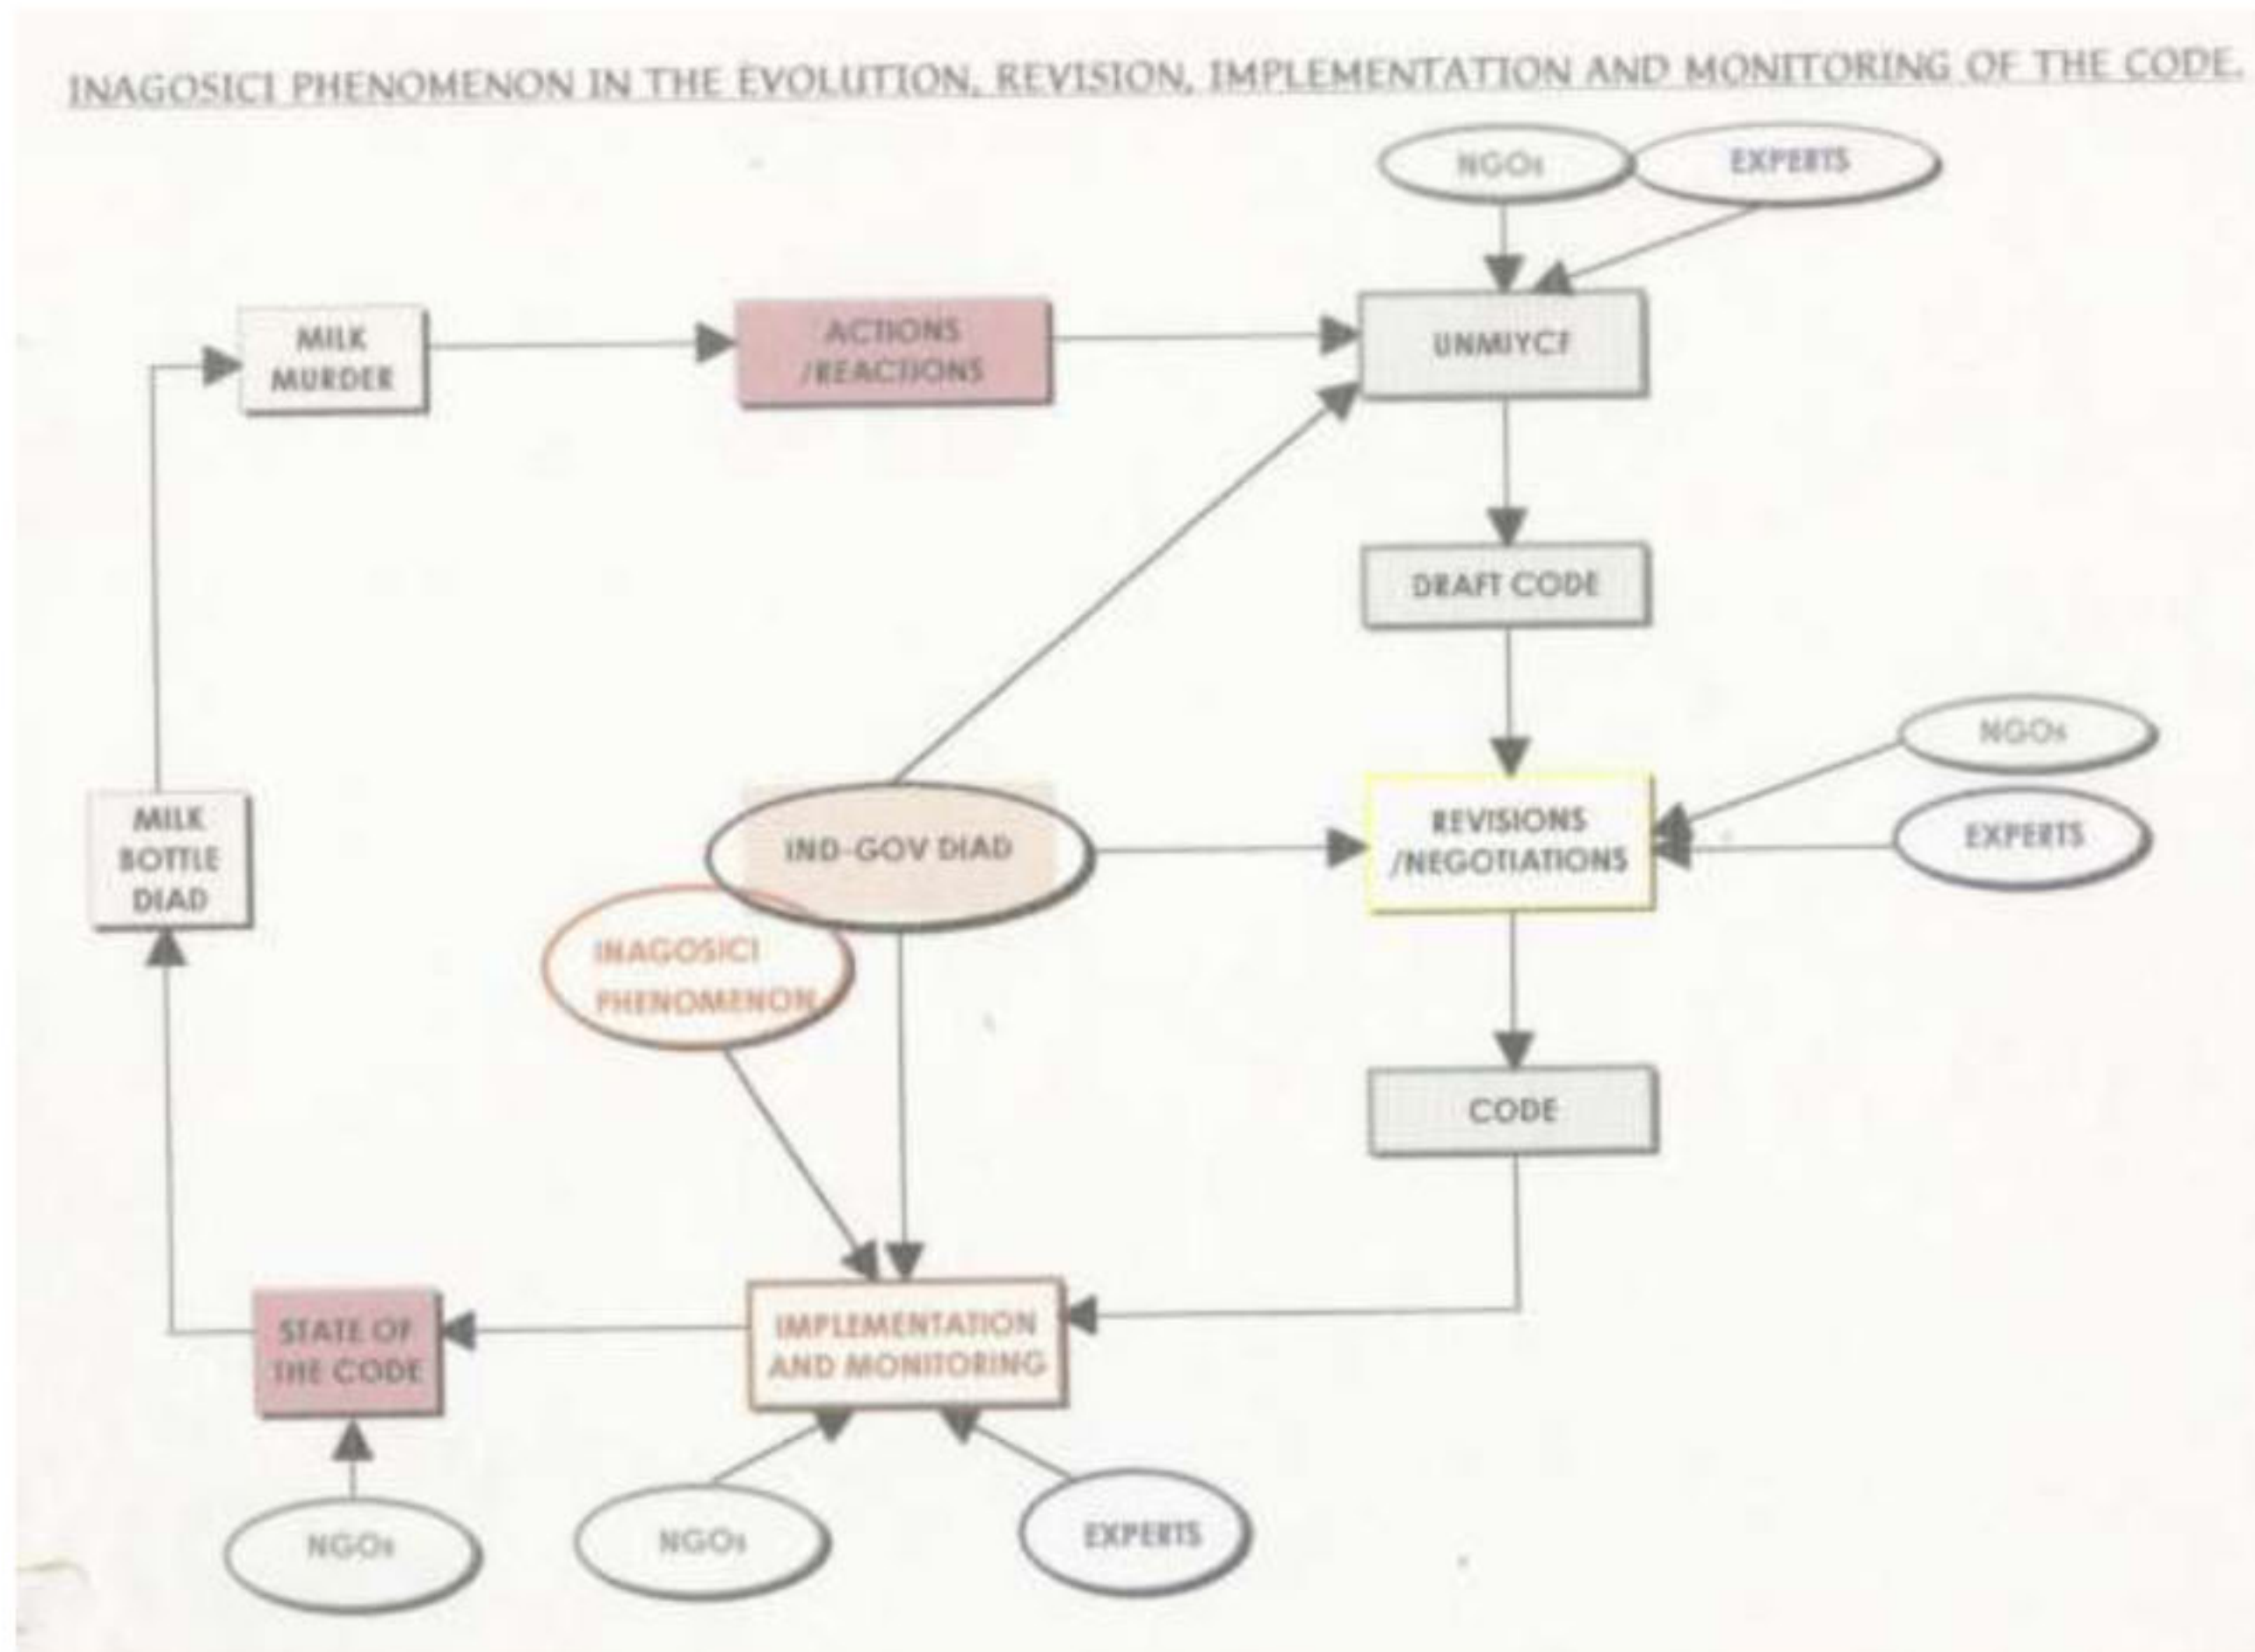 INAGOSICI PHENOMENON IN THE EVOLUTION, REVISION, IMPLEMENTATION AND MONITORING OF THE CODE.
NGOs
EXPERTS
MILK
MURDER
ACTIONS
/REACTIONS
UNMIYCF
DRAFT CODE
NGOs
EXPERTS
MILK
BOTTLE
DIAD
IND-GOV DIAD
REVISIONS
/NEGOTIATIONS
INAGOSICI
PHENOMENON
CODE
STATE OF
THE CODE
IMPLEMENTATION
AND MONITORING
NGOs
NGOs
EXPERTS